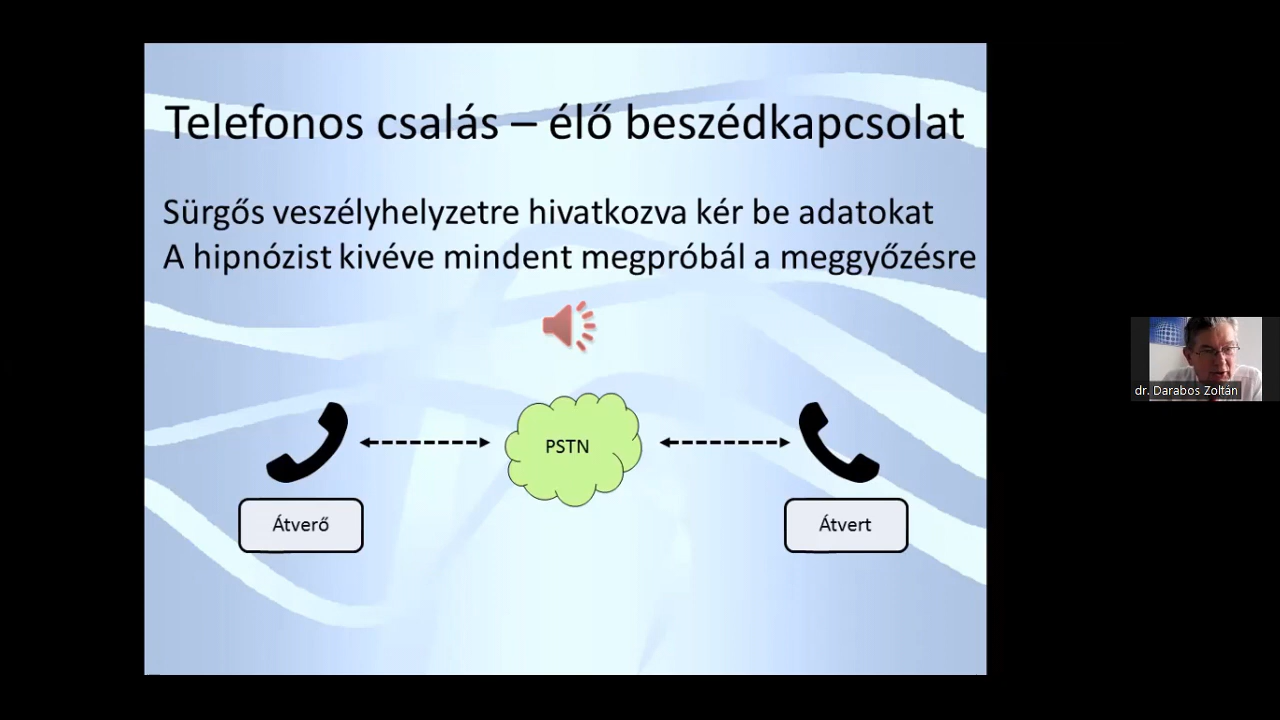 Telefonos csalás – élő beszédkapcsolat
Sürgős veszélyhelyzetre hivatkozva kér be adatokat
A hipnózist kivéve mindent megpróbál a meggyőzésre
PSTN
Átverő
Átvert
dr. Darabos Zoltán